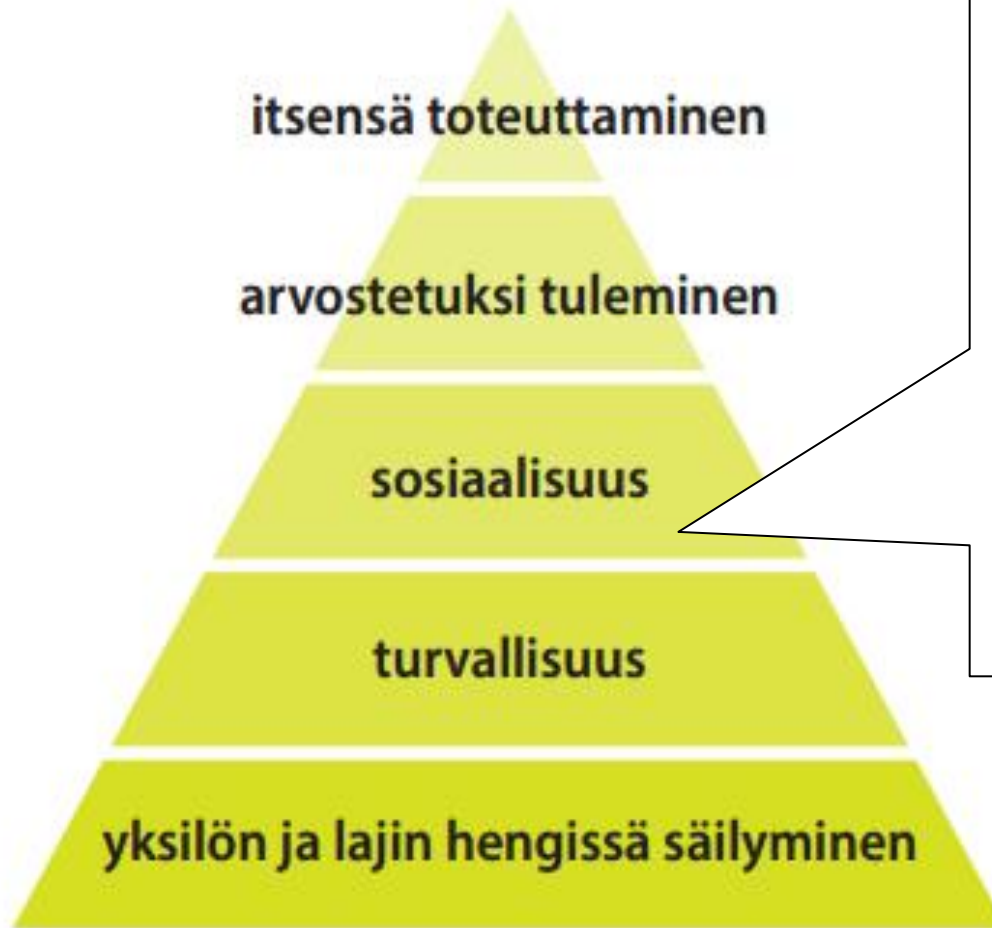 itsensä toteuttaminen
arvostetuksi tuleminen
sosiaalisuus
turvallisuus
yksilön ja lajin hengissä säilyminen